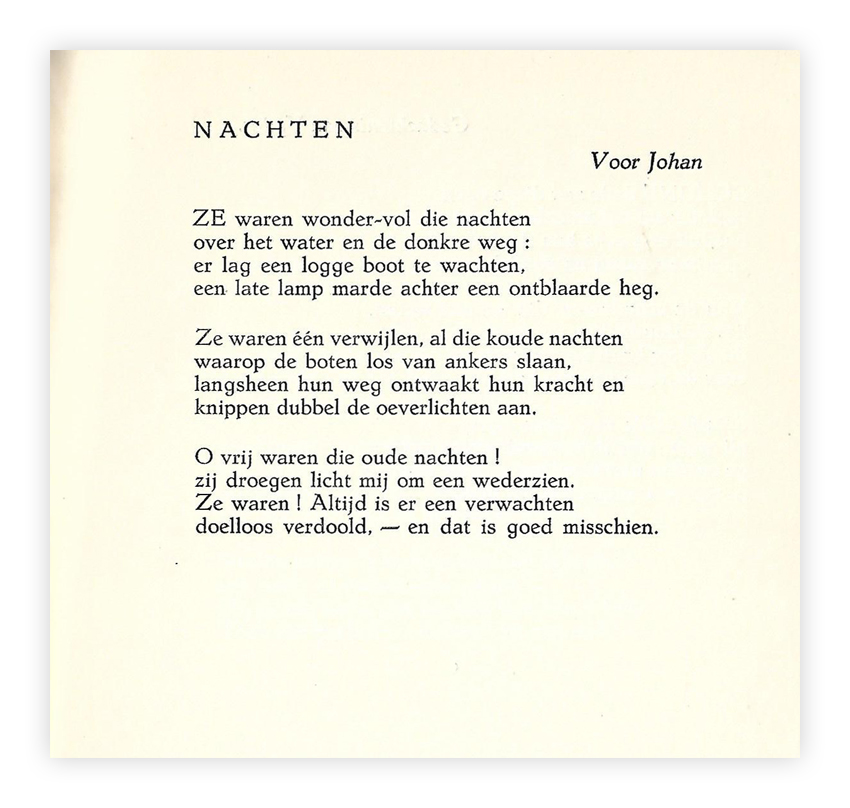 NACHTEN
Voor Johan
ZE waren wonder-vol die nachten
over het water en de donkre weg :
er lag een logge boot te wachten,
een late lamp marde achter een ontblaarde heg.
Ze waren één verwijlen, al die koude nachten
waarop de boten los van ankers slaan,
langsheen hun weg ontwaakt hun kracht en
knippen dubbel de oeverlichten aan.
O vrij waren die oude nachten !
zij droegen licht mij om een wederzien.
Ze waren ! Altijd is er een verwachten
doelloos verdoold, — en dat is goed misschien.